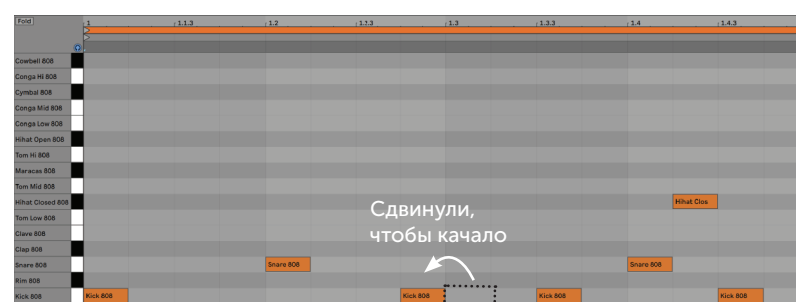 Fold
1
1.1.3
1.2
1.2.3
1.3
1.3.3
1.4
1.4.3
Cowbell 808
Conga Hi 808
Cymbal 808
Conga Mid 808
Conga Low 808
Hihat Open 808
Tom Hi 808
Maracas 808
Tom Mid 808
Hihat Closed 808
Hihat Clos
Сдвинули,
чтобы качало
Tom Low 808
Clave 808
Clap 808
Snare 808
Snare 808
Snare 808
Rim 808
Kick 808
Kick 808
Kick 808
Kick 808
Kick 808